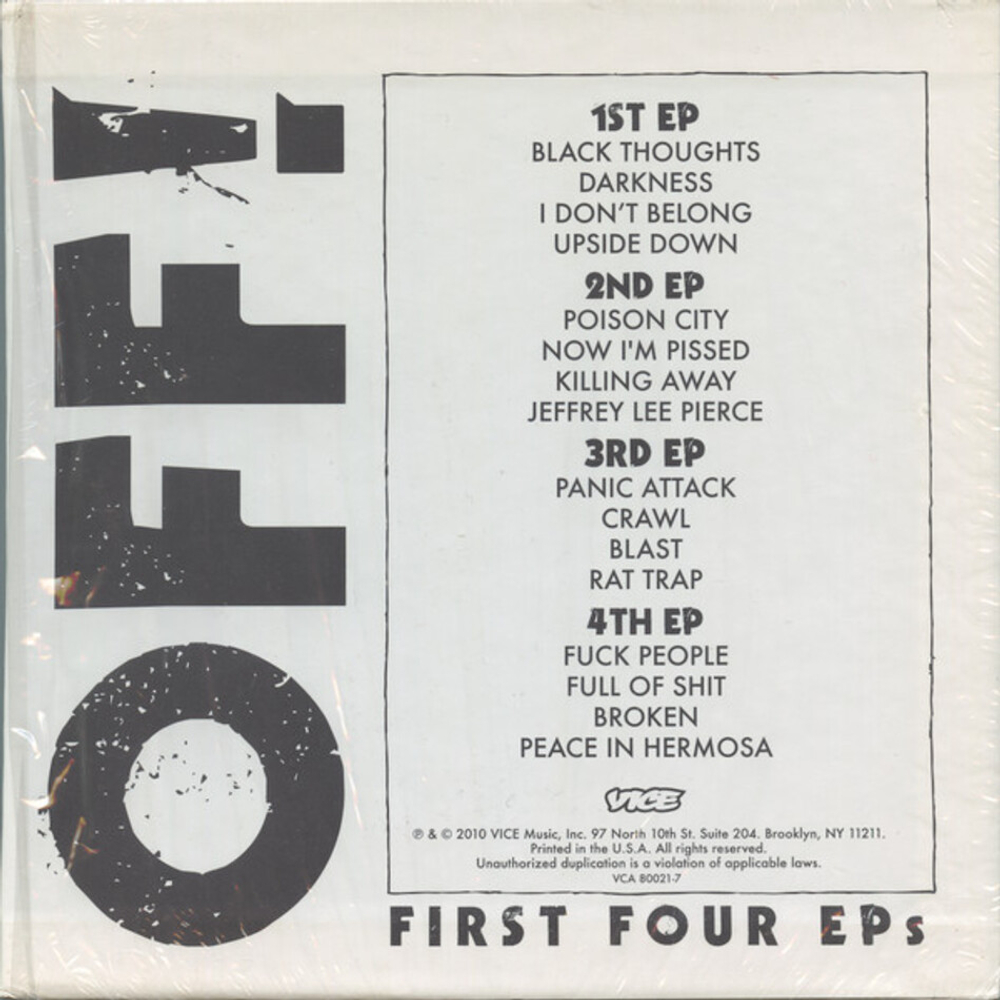 OFF!
1ST EP
BLACK THOUGHTS
DARKNESS
I DON'T BELONG
UPSIDE DOWN
2ND EP
POISON CITY
NOW I'M PISSED
KILLING AWAY
JEFFREY LEE PIERCE
3RD EP
PANIC ATTACK
CRAWL
BLAST
RAT TRAP
4TH EP
FUCK PEOPLE
FULL OF SHIT
BROKEN
PEACE IN HERMOSA
VICE
℗ & © 2010 VICE Music, Inc. 97 North 10th St. Suite 204. Brooklyn, NY 11211.
Printed in the U.S.A. All rights reserved.
Unauthorized duplication is a violation of applicable laws.
VCA 80021-7
FIRST FOUR EPs